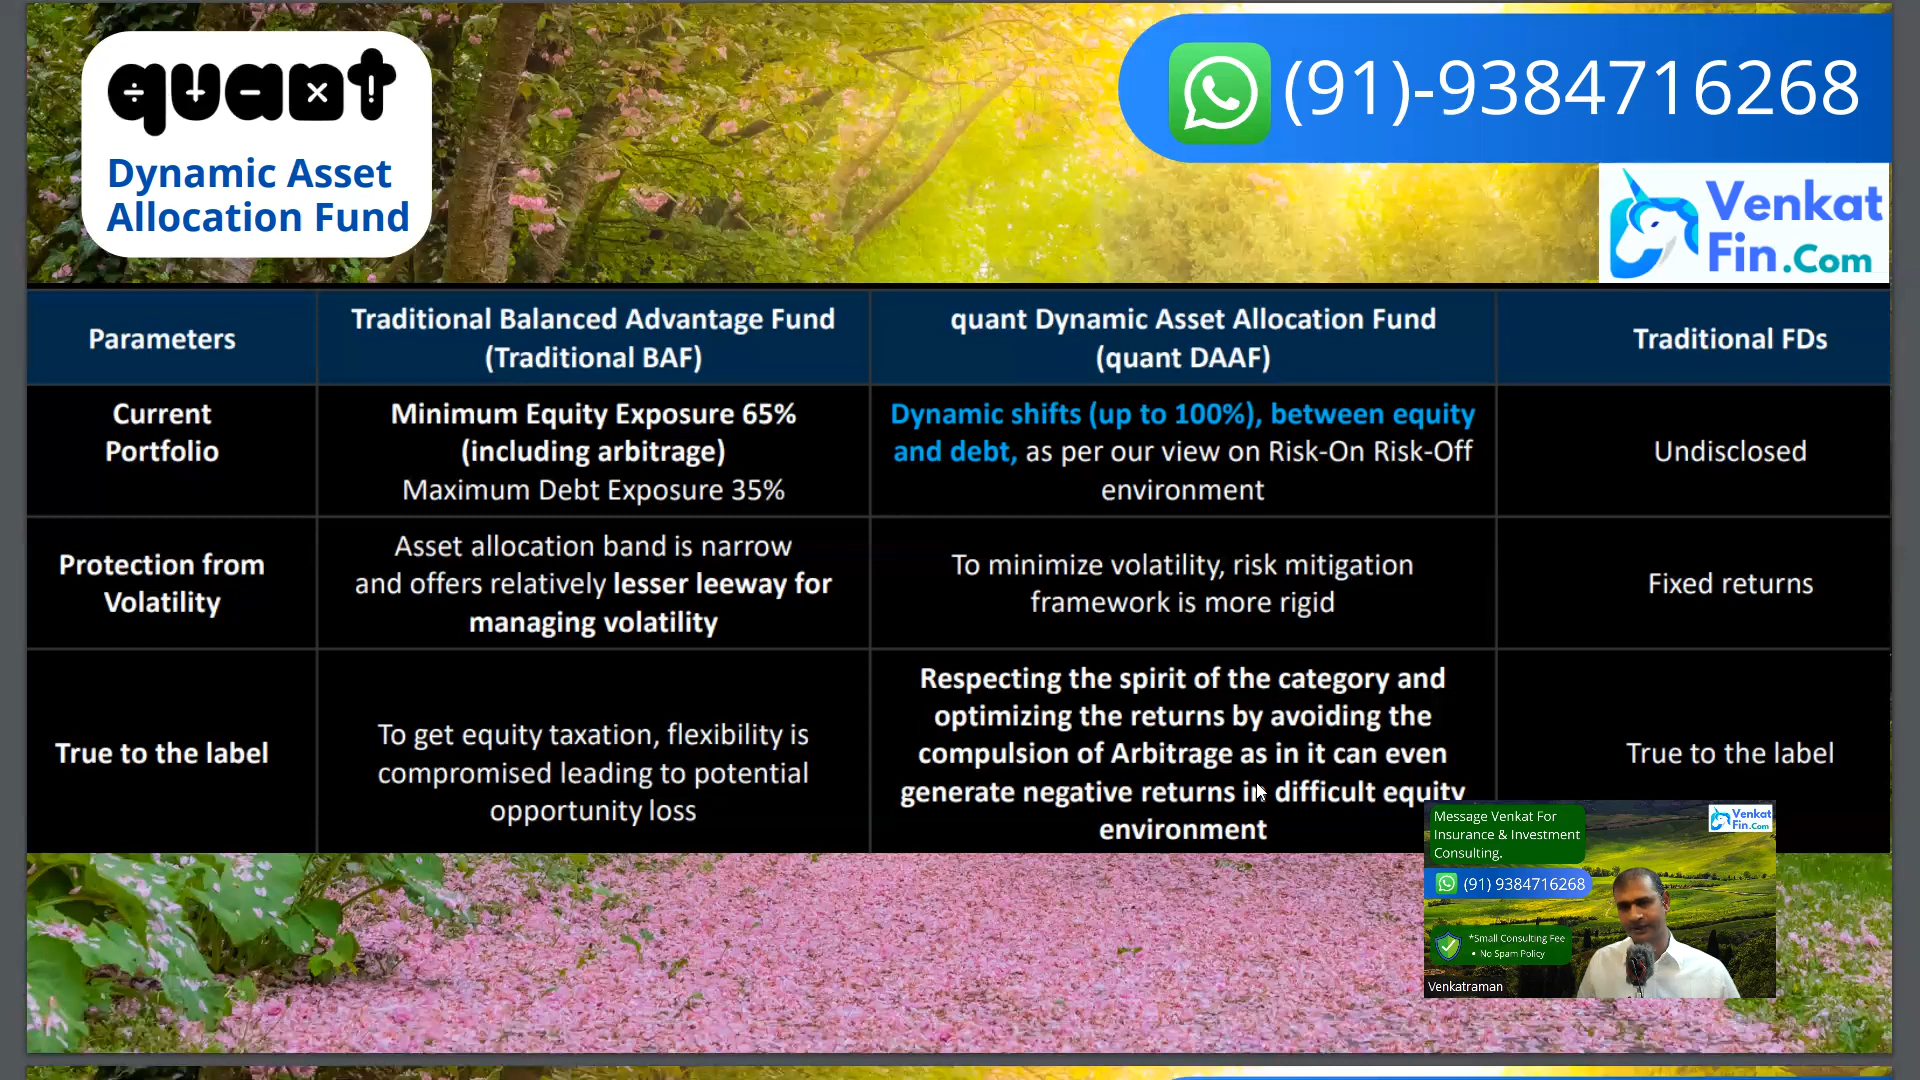 quant
Dynamic Asset
Allocation Fund
(91)-9384716268
Venkat
Fin.Com
Parameters
Traditional Balanced Advantage Fund
(Traditional BAF)
quant Dynamic Asset Allocation Fund
(quant DAAF)
Traditional FDs
Current
Portfolio
Minimum Equity Exposure 65%
(including arbitrage)
Maximum Debt Exposure 35%
Dynamic shifts (up to 100%), between equity
and debt, as per our view on Risk-On Risk-Off
environment
Undisclosed
Protection from
Volatility
Asset allocation band is narrow
and offers relatively lesser leeway for
managing volatility
To minimize volatility, risk mitigation
framework is more rigid
Fixed returns
True to the label
To get equity taxation, flexibility is
compromised leading to potential
opportunity loss
Respecting the spirit of the category and
optimizing the returns by avoiding the
compulsion of Arbitrage as in it can even
generate negative returns in difficult equity
environment
True to the label
Message Venkat For
Insurance & Investment
Consulting.
(91) 9384716268
Venkat
Fin.Com
*Small Consulting Fee
• No Spam Policy
Venkatraman